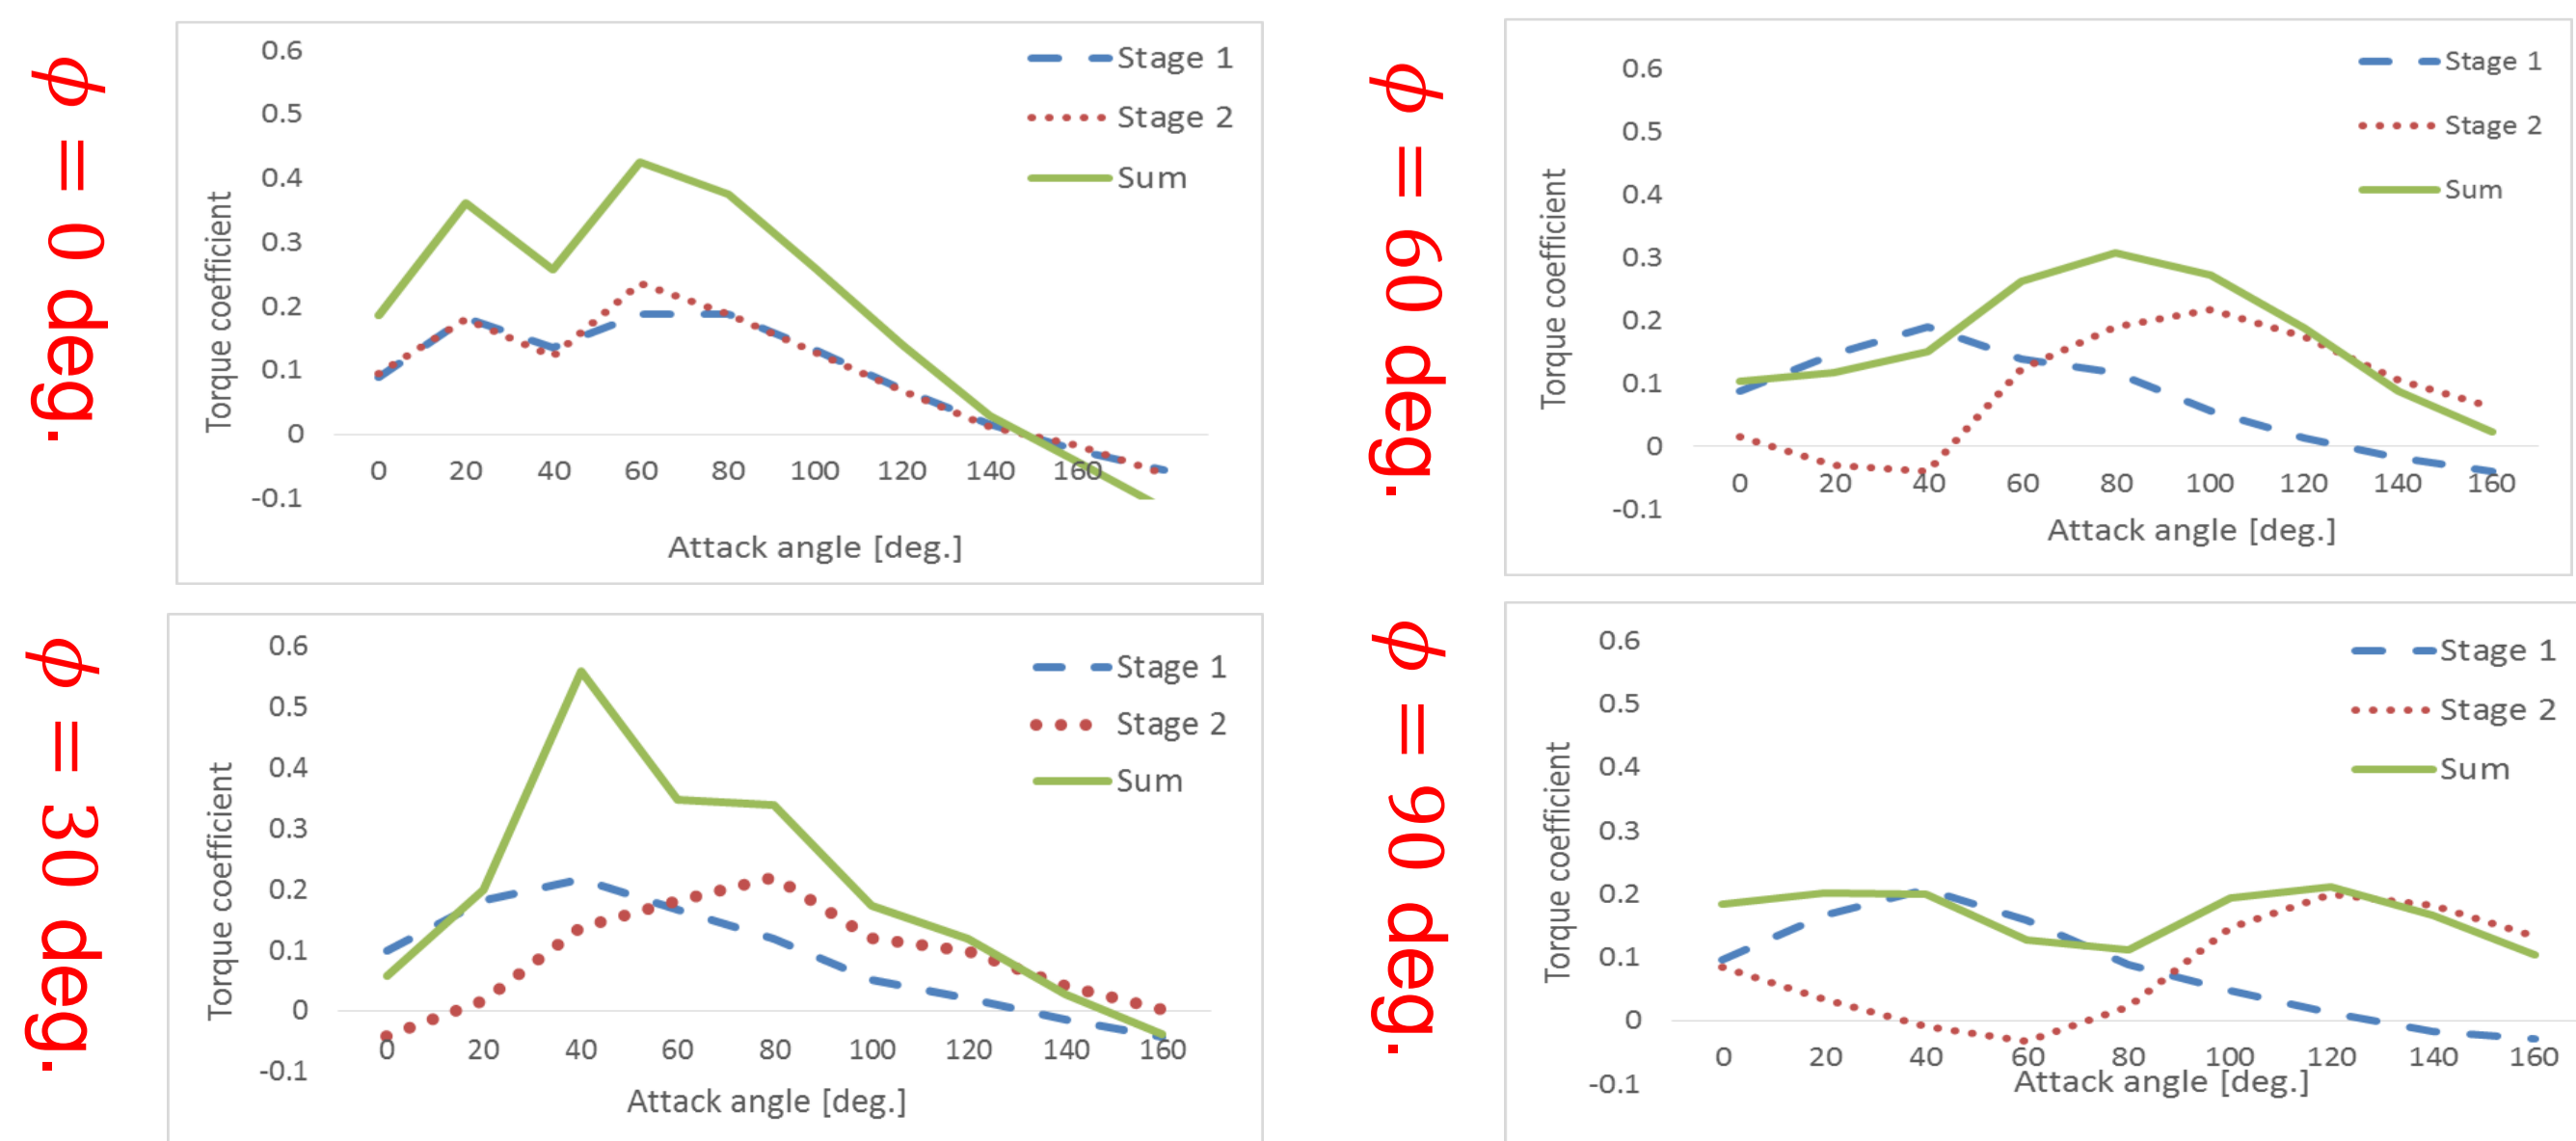 ϕ = 0 deg.
0.6
0.5
0.4
0.3
0.2
0.1
0
-0.1
Torque coefficient
0 20 40 60 80 100 120 140 160
Attack angle [deg.]
Stage 1
Stage 2
Sum
ϕ = 60 deg.
0.6
0.5
0.4
0.3
0.2
0.1
0
-0.1
Torque coefficient
0 20 40 60 80 100 120 140 160
Attack angle [deg.]
Stage 1
Stage 2
Sum
ϕ = 30 deg.
0.6
0.5
0.4
0.3
0.2
0.1
0
-0.1
Torque coefficient
0 20 40 60 80 100 120 140 160
Attack angle [deg.]
Stage 1
Stage 2
Sum
ϕ = 90 deg.
0.6
0.5
0.4
0.3
0.2
0.1
0
-0.1
Torque coefficient
0 20 40 60 80 100 120 140 160
Attack angle [deg.]
Stage 1
Stage 2
Sum